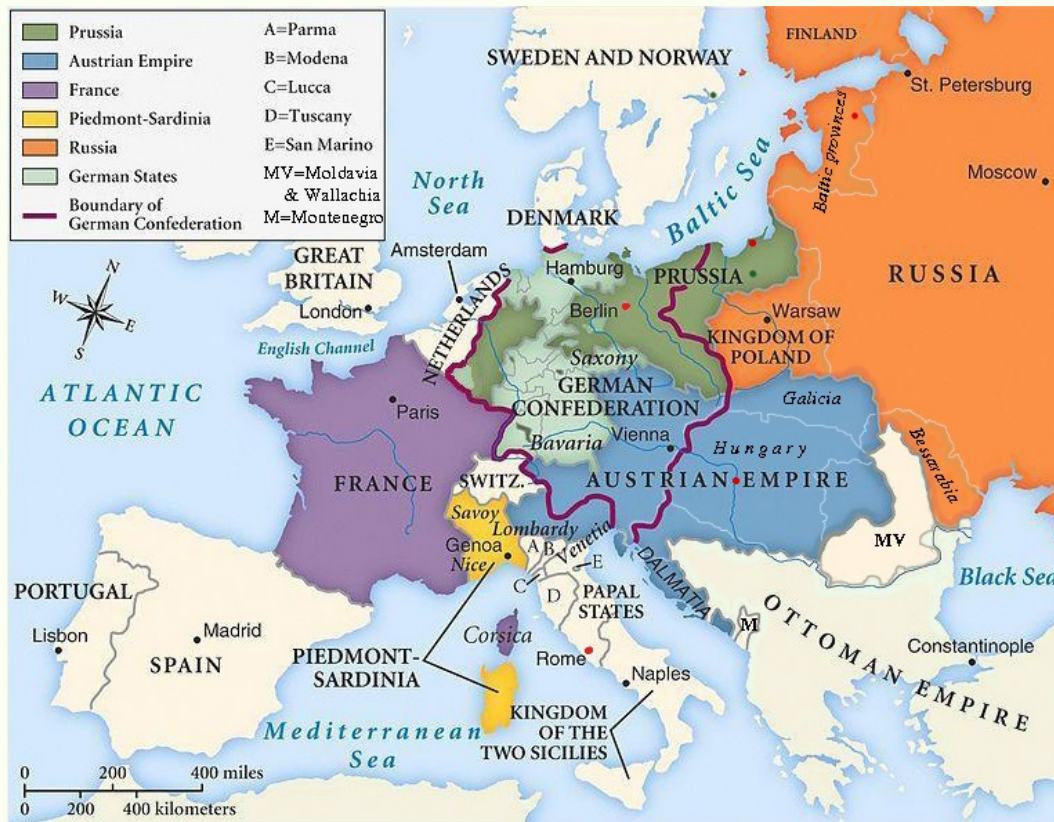 Prussia
Austrian Empire
France
Piedmont-Sardinia
Russia
German States
Boundary of
German Confederation
A=Parma
B=Modena
C=Lucca
D=Tuscany
E=San Marino
MV=Moldavia
& Wallachia
M=Montenegro
SWEDEN AND NORWAY
FINLAND
St. Petersburg
Baltic provinces
Moscow
North
Sea
Baltic Sea
DENMARK
GREAT
BRITAIN
London
Amsterdam
NETHERLANDS
Hamburg
PRUSSIA
RUSSIA
Berlin
Warsaw
KINGDOM OF
POLAND
N
W
E
S
English Channel
Saxony
GERMAN
CONFEDERATION
ATLANTIC
OCEAN
Paris
Galicia
Bavaria
Vienna
Hungary
Bessarabia
FRANCE
SWITZ.
AUSTRIAN EMPIRE
Savoy
Lombardy
Genoa
Nice
A
B
Venetia
MV
C
E
D
DALMATIA
Black Sea
PORTUGAL
PAPAL
STATES
M
OTTOMAN EMPIRE
Lisbon
Madrid
SPAIN
Corsica
Rome
Constantinople
PIEDMONT-
SARDINIA
Naples
KINGDOM
OF THE
TWO SICILIES
Mediterranean
Sea
0 200 400 miles
0 200 400 kilometers